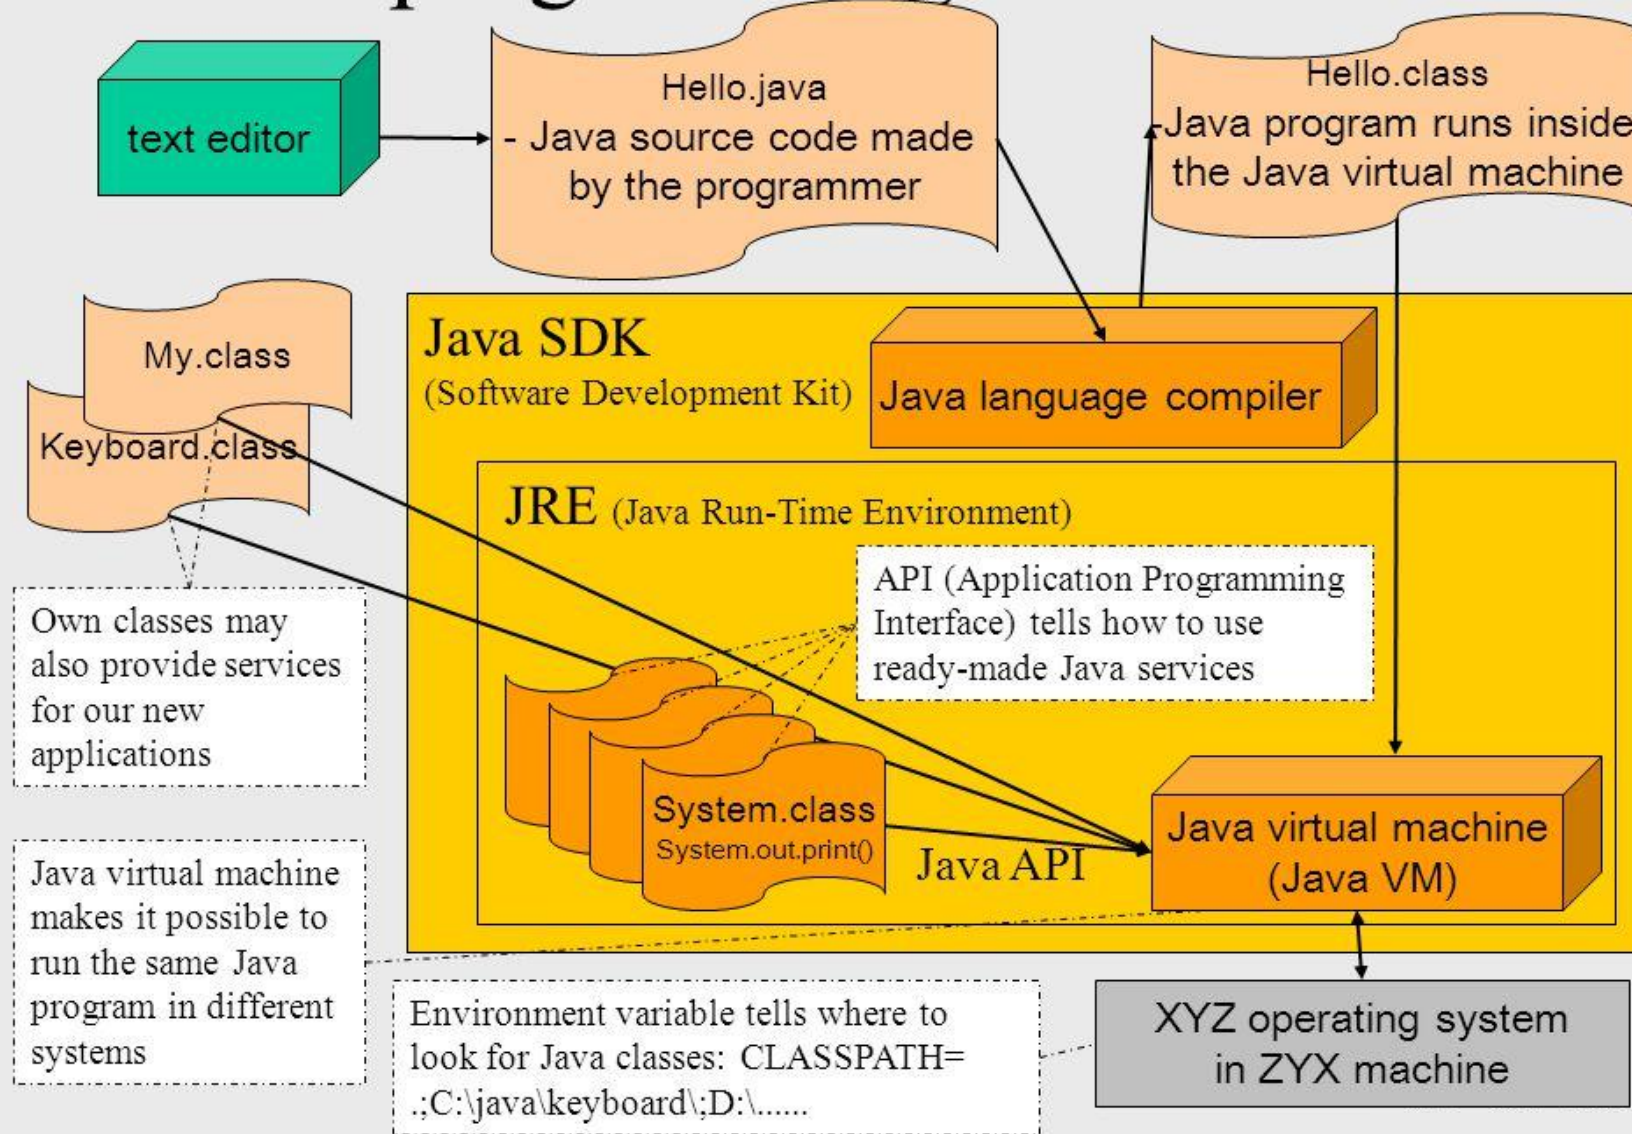 Hello.java
- Java source code made
by the programmer
Hello.class
-Java program runs inside
the Java virtual machine
text editor
My.class
Keyboard.class
Java SDK
(Software Development Kit)
Java language compiler
JRE (Java Run-Time Environment)
API (Application Programming
Interface) tells how to use
ready-made Java services
Own classes may
also provide services
for our new
applications
System.class
System.out.print()
Java API
Java virtual machine
(Java VM)
Java virtual machine
makes it possible to
run the same Java
program in different
systems
Environment variable tells where to
look for Java classes: CLASSPATH=
.;C:\java\keyboard\;D:\......
XYZ operating system
in ZYX machine